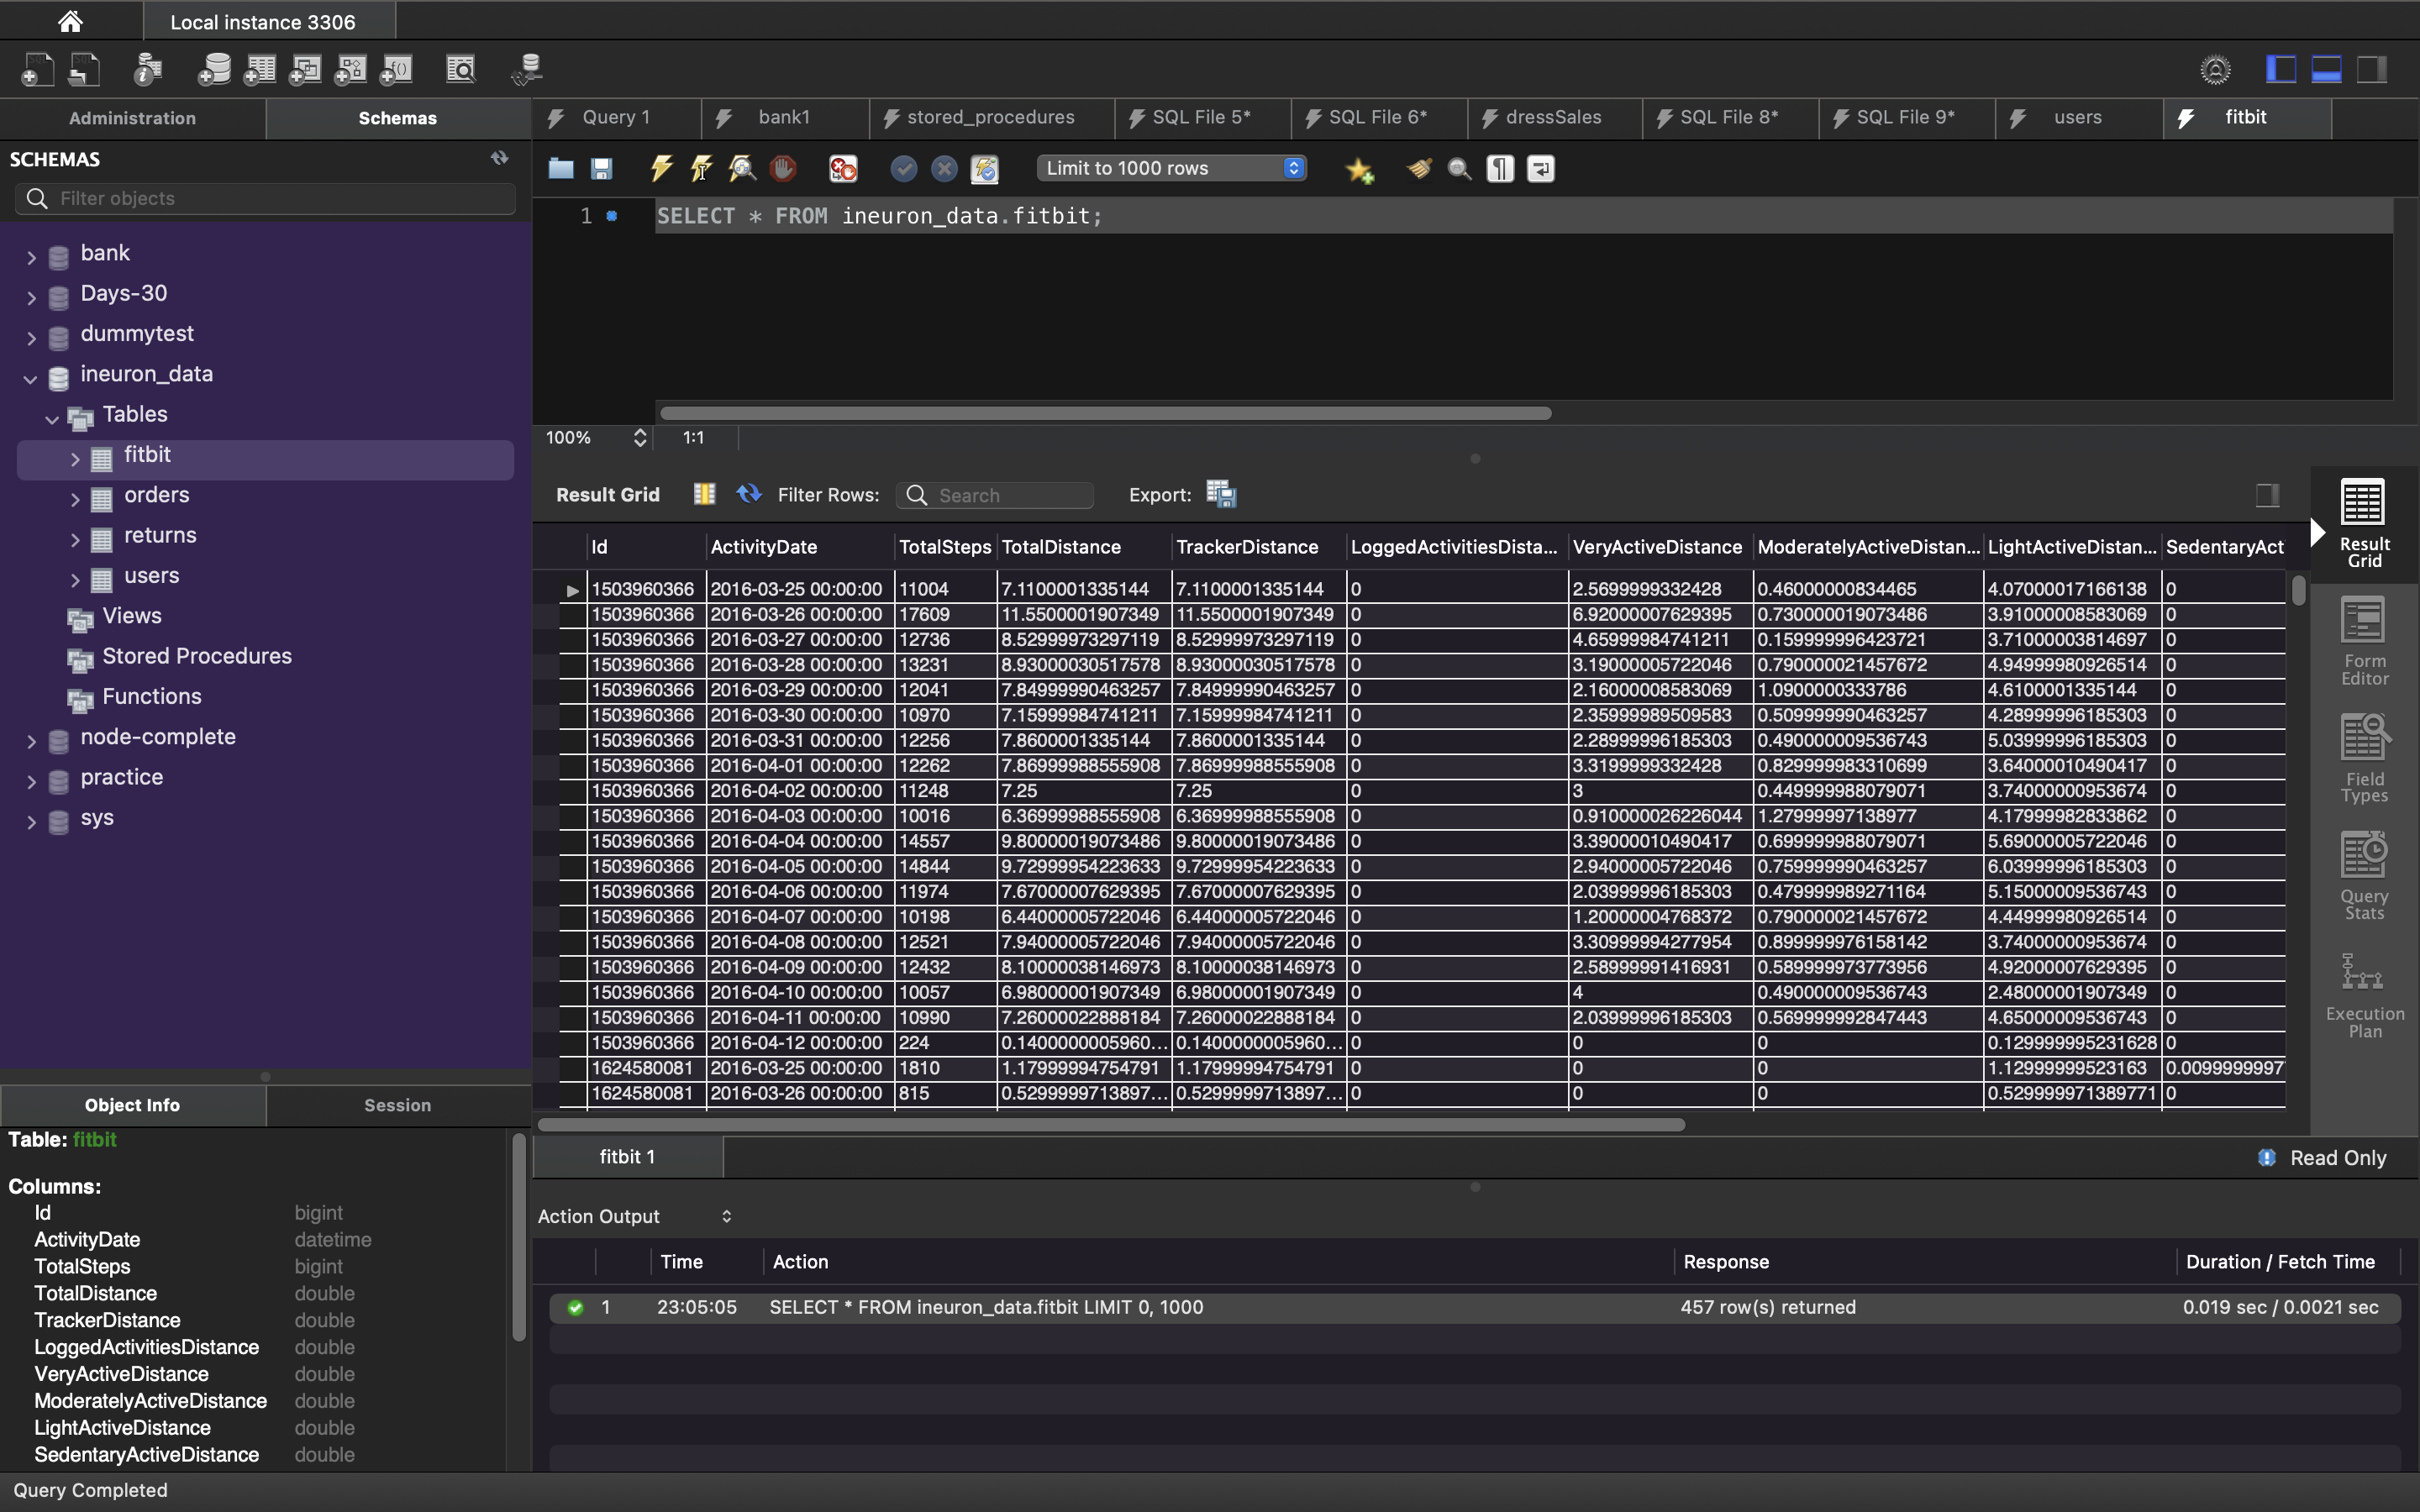 Local instance 3306
Administration Schemas
Query 1 bank1 stored_procedures SQL File 5* SQL File 6* dressSales SQL File 8* SQL File 9* users fitbit
SCHEMAS
Filter objects
Limit to 1000 rows
1 SELECT * FROM ineuron_data.fitbit;
bank
Days-30
dummytest
ineuron_data
Tables
fitbit
orders
returns
users
Views
Stored Procedures
Functions
node-complete
practice
sys
100% 1:1
Result Grid Filter Rows: Search Export:
Id ActivityDate TotalSteps TotalDistance TrackerDistance LoggedActivitiesDista... VeryActiveDistance ModeratelyActiveDistan... LightActiveDistan... SedentaryAct
1503960366 2016-03-25 00:00:00 11004 7.1100001335144 7.1100001335144 0 2.5699999332428 0.46000000834465 4.07000017166138 0
1503960366 2016-03-26 00:00:00 17609 11.5500001907349 11.5500001907349 0 6.92000007629395 0.730000019073486 3.91000008583069 0
1503960366 2016-03-27 00:00:00 12736 8.52999973297119 8.52999973297119 0 4.65999984741211 0.159999996423721 3.71000003814697 0
1503960366 2016-03-28 00:00:00 13231 8.93000030517578 8.93000030517578 0 3.19000005722046 0.790000021457672 4.94999980926514 0
1503960366 2016-03-29 00:00:00 12041 7.84999990463257 7.84999990463257 0 2.16000008583069 1.0900000333786 4.6100001335144 0
1503960366 2016-03-30 00:00:00 10970 7.15999984741211 7.15999984741211 0 2.35999989509583 0.509999990463257 4.28999996185303 0
1503960366 2016-03-31 00:00:00 12256 7.8600001335144 7.8600001335144 0 2.28999996185303 0.490000009536743 5.03999996185303 0
1503960366 2016-04-01 00:00:00 12262 7.86999988555908 7.86999988555908 0 3.3199999332428 0.829999983310699 3.64000010490417 0
1503960366 2016-04-02 00:00:00 11248 7.25 7.25 0 3 0.449999988079071 3.74000000953674 0
1503960366 2016-04-03 00:00:00 10016 6.36999988555908 6.36999988555908 0 0.910000026226044 1.27999997138977 4.17999982833862 0
1503960366 2016-04-04 00:00:00 14557 9.80000019073486 9.80000019073486 0 3.39000010490417 0.699999988079071 5.69000005722046 0
1503960366 2016-04-05 00:00:00 14844 9.72999954223633 9.72999954223633 0 2.94000005722046 0.759999990463257 6.03999996185303 0
1503960366 2016-04-06 00:00:00 11974 7.67000007629395 7.67000007629395 0 2.03999996185303 0.479999989271164 5.15000009536743 0
1503960366 2016-04-07 00:00:00 10198 6.44000005722046 6.44000005722046 0 1.20000004768372 0.790000021457672 4.44999980926514 0
1503960366 2016-04-08 00:00:00 12521 7.94000005722046 7.94000005722046 0 3.30999994277954 0.899999976158142 3.74000000953674 0
1503960366 2016-04-09 00:00:00 12432 8.10000038146973 8.10000038146973 0 2.58999991416931 0.589999973773956 4.92000007629395 0
1503960366 2016-04-10 00:00:00 10057 6.98000001907349 6.98000001907349 0 4 0.490000009536743 2.48000001907349 0
1503960366 2016-04-11 00:00:00 10990 7.26000022888184 7.26000022888184 0 2.03999996185303 0.569999992847443 4.65000009536743 0
1503960366 2016-04-12 00:00:00 224 0.1400000005960... 0.1400000005960... 0 0 0 0.129999995231628 0
1624580081 2016-03-25 00:00:00 1810 1.17999994754791 1.17999994754791 0 0 0 1.12999999523163 0.0099999997
1624580081 2016-03-26 00:00:00 815 0.5299999713897... 0.5299999713897... 0 0 0 0.529999971389771 0
Result
Grid
Form
Editor
Field
Types
Query
Stats
Execution
Plan
fitbit 1 Read Only
Object Info Session
Table: fitbit
Columns:
Id bigint
ActivityDate datetime
TotalSteps bigint
TotalDistance double
TrackerDistance double
LoggedActivitiesDistance double
VeryActiveDistance double
ModeratelyActiveDistance double
LightActiveDistance double
SedentaryActiveDistance double
Action Output
Time Action Response Duration / Fetch Time
1 23:05:05 SELECT * FROM ineuron_data.fitbit LIMIT 0, 1000 457 row(s) returned 0.019 sec / 0.0021 sec
Query Completed